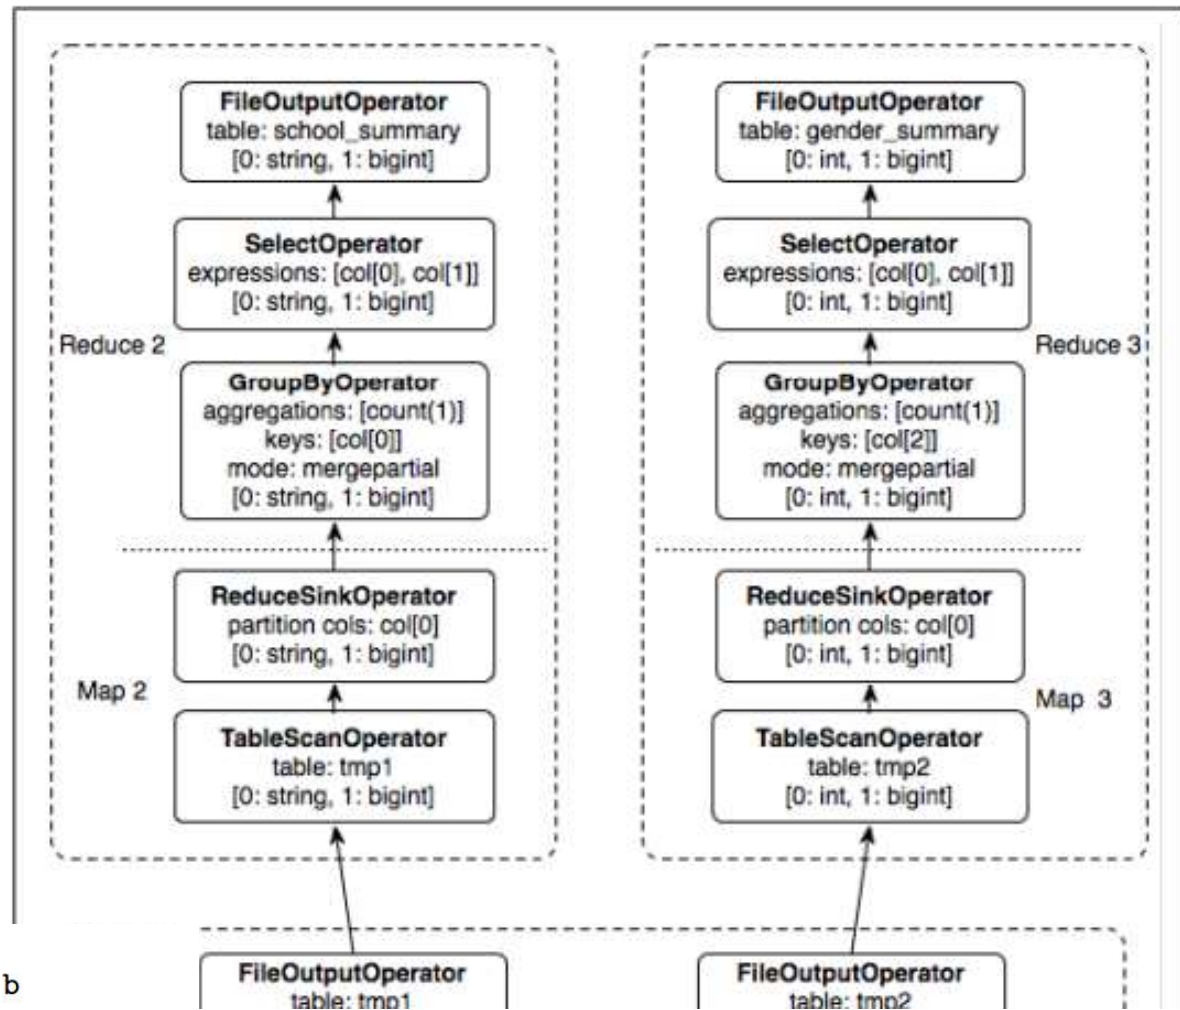 FileOutputOperator
table: school_summary
[0: string, 1: bigint]
SelectOperator
expressions: [col[0], col[1]]
[0: string, 1: bigint]
Reduce 2
GroupByOperator
aggregations: [count(1)]
keys: [col[0]]
mode: mergepartial
[0: string, 1: bigint]
ReduceSinkOperator
partition cols: col[0]
[0: string, 1: bigint]
Map 2
TableScanOperator
table: tmp1
[0: string, 1: bigint]
FileOutputOperator
table: gender_summary
[0: int, 1: bigint]
SelectOperator
expressions: [col[0], col[1]]
[0: int, 1: bigint]
Reduce 3
GroupByOperator
aggregations: [count(1)]
keys: [col[2]]
mode: mergepartial
[0: int, 1: bigint]
ReduceSinkOperator
partition cols: col[0]
[0: int, 1: bigint]
Map 3
TableScanOperator
table: tmp2
[0: int, 1: bigint]
b
FileOutputOperator
table: tmp1
FileOutputOperator
table: tmp2